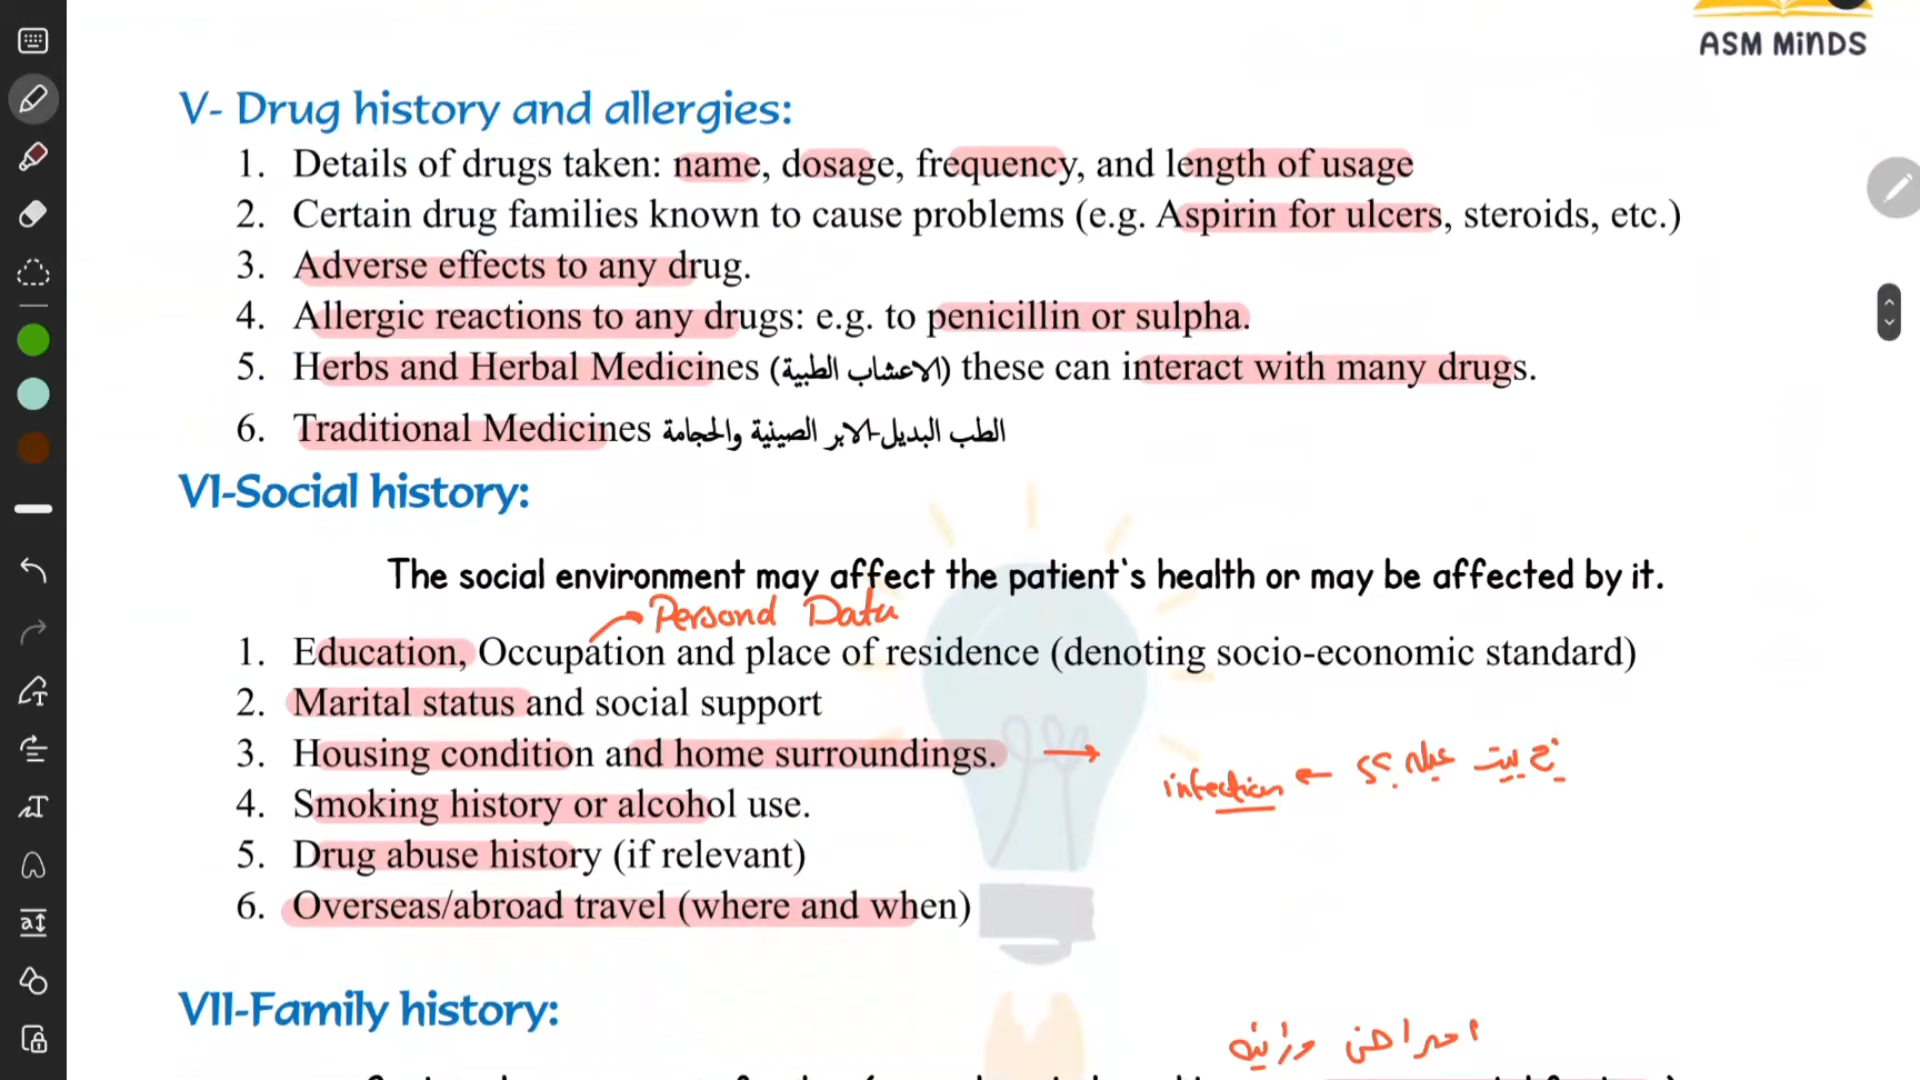 ASM MiNDS
V- Drug history and allergies:
1. Details of drugs taken: name, dosage, frequency, and length of usage
2. Certain drug families known to cause problems (e.g. Aspirin for ulcers, steroids, etc.)
3. Adverse effects to any drug.
4. Allergic reactions to any drugs: e.g. to penicillin or sulpha.
5. Herbs and Herbal Medicines (الاعشاب الطبية) these can interact with many drugs.
6. Traditional Medicines الطب البديل-الابر الصينية والحجامة
VI-Social history:
The social environment may affect the patient's health or may be affected by it.
Personal Data
1. Education, Occupation and place of residence (denoting socio-economic standard)
2. Marital status and social support
3. Housing condition and home surroundings. →
infection ← بيت عيله ؟؟
4. Smoking history or alcohol use.
5. Drug abuse history (if relevant)
6. Overseas/abroad travel (where and when)
VII-Family history:
امراض وراثيه